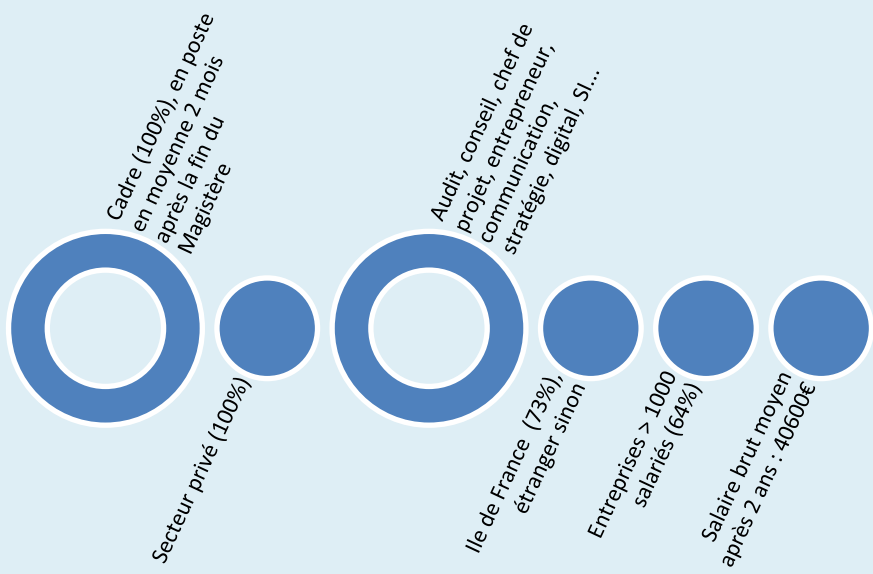 Cadre (100%), en poste
en moyenne 2 mois
après la fin du
Magistère
Secteur privé (100%)
Audit, conseil, chef de
projet, entrepreneur,
communication,
stratégie, digital, SI...
Ile de France (73%),
étranger sinon
Entreprises > 1000
salariés (64%)
Salaire brut moyen
après 2 ans : 40600€